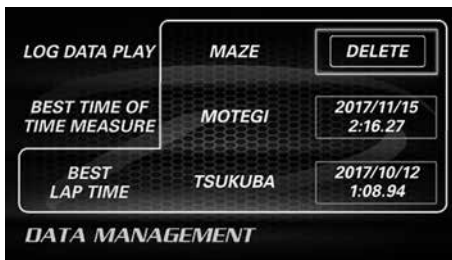 LOG DATA PLAY
MAZE
DELETE
BEST TIME OF
TIME MEASURE
MOTEGI
2017/11/15
2:16.27
BEST
LAP TIME
TSUKUBA
2017/10/12
1:08.94
DATA MANAGEMENT